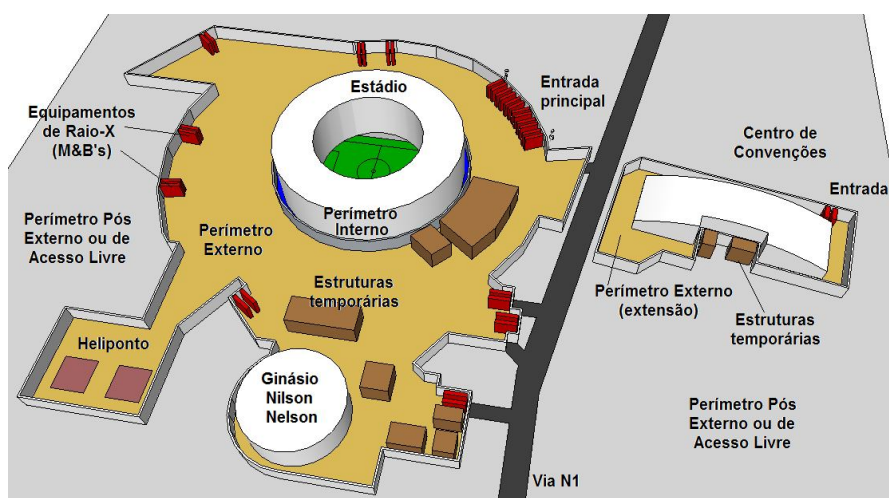 Estádio
Entrada
principal
Equipamentos
de Raio-X
(M&B's)
Centro de
Convenções
Entrada
Perímetro Pós
Externo ou de
Acesso Livre
Perímetro
Externo
Perímetro
Interno
Estruturas
temporárias
Perímetro Externo
(extensão)
Estruturas
temporárias
Heliponto
Ginásio
Nilson
Nelson
Perímetro Pós
Externo ou de
Acesso Livre
Via N1